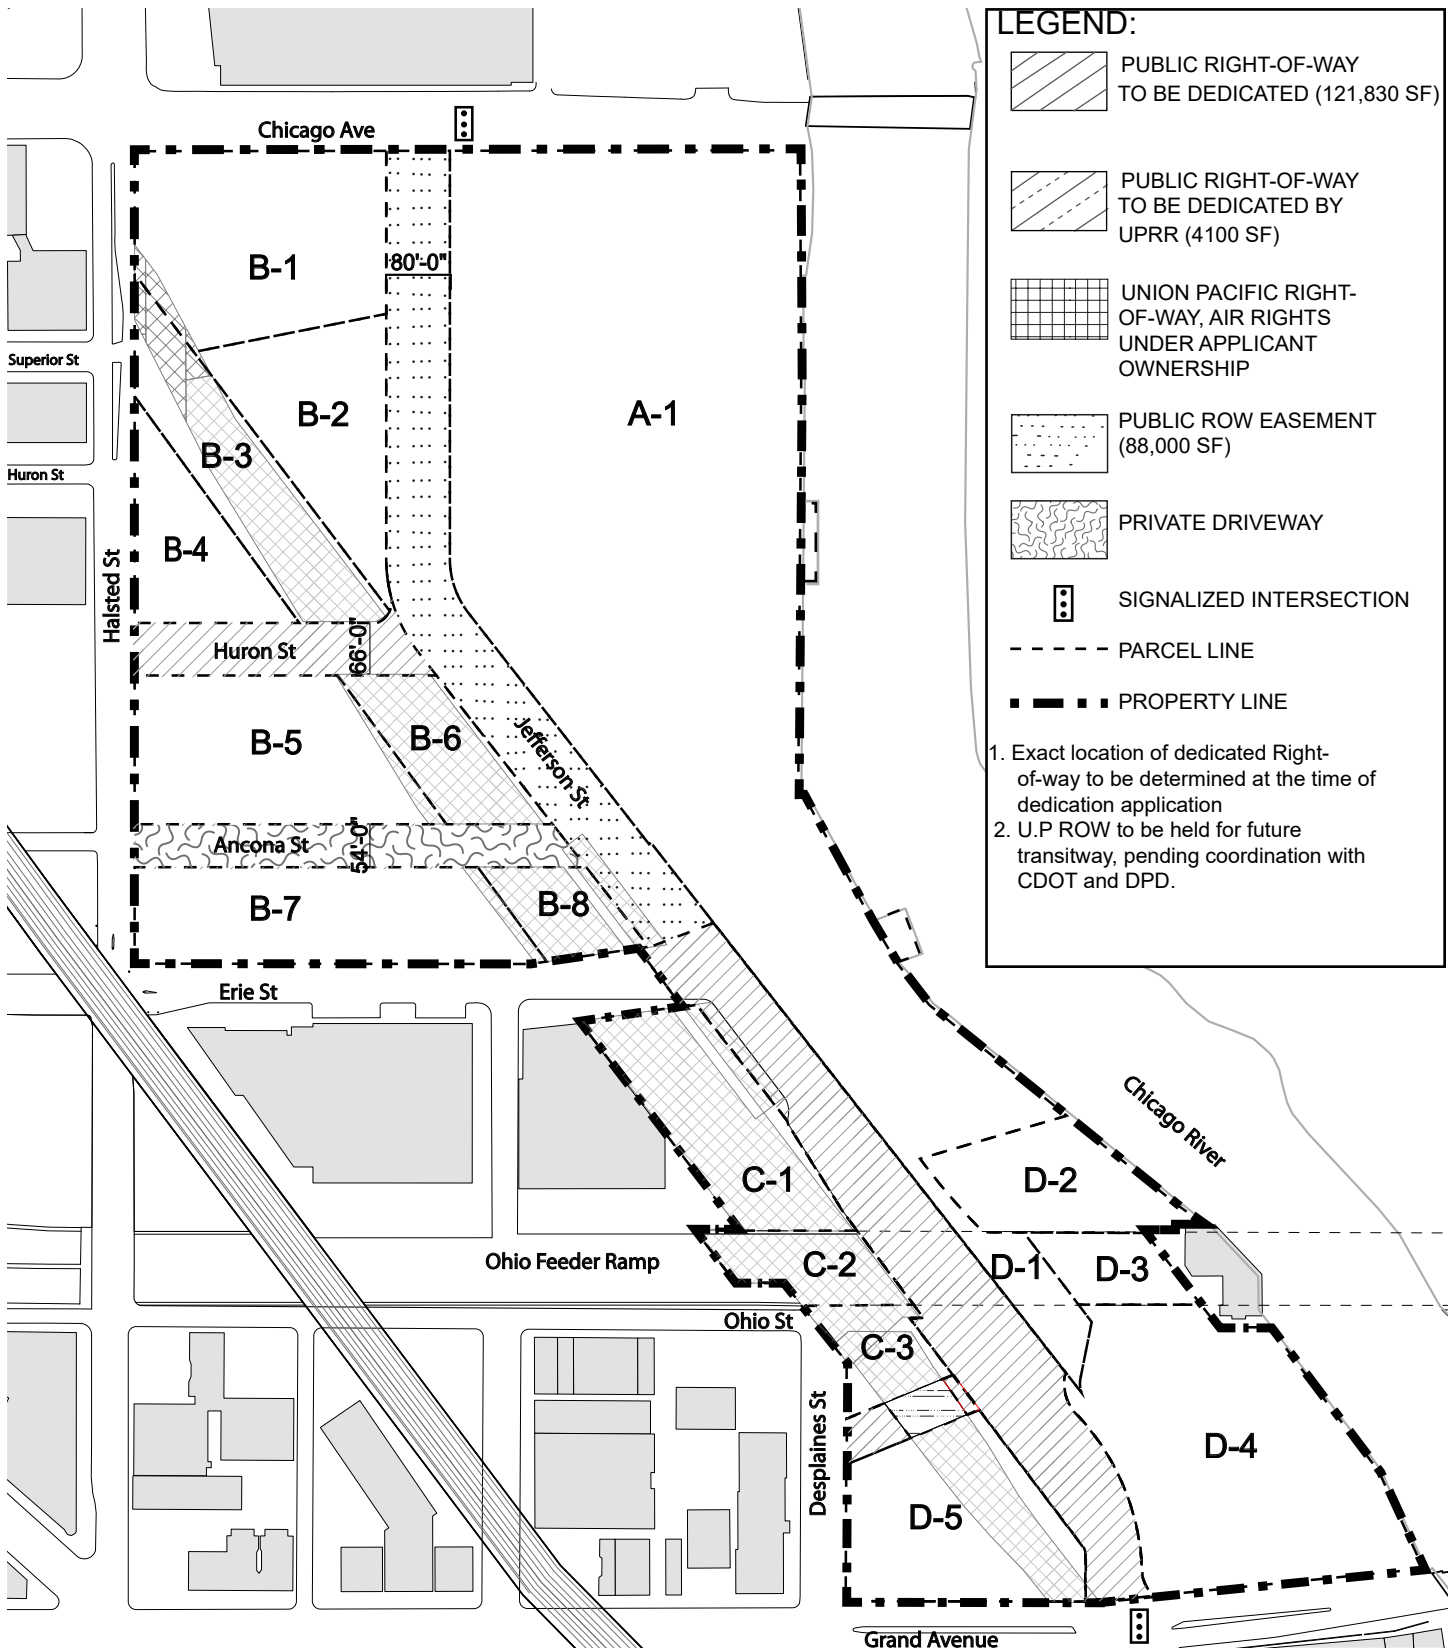 LEGEND:
PUBLIC RIGHT-OF-WAY
TO BE DEDICATED (121,830 SF)
PUBLIC RIGHT-OF-WAY
TO BE DEDICATED BY
UPRR (4100 SF)
UNION PACIFIC RIGHT-
OF-WAY, AIR RIGHTS
UNDER APPLICANT
OWNERSHIP
PUBLIC ROW EASEMENT
(88,000 SF)
PRIVATE DRIVEWAY
SIGNALIZED INTERSECTION
PARCEL LINE
PROPERTY LINE
1. Exact location of dedicated Right-
of-way to be determined at the time of
dedication application
2. U.P ROW to be held for future
transitway, pending coordination with
CDOT and DPD.
Chicago Ave
B-1
80'-0"
Superior St
B-2
A-1
B-3
Huron St
B-4
Halsted St
Huron St
66'-0"
B-5
B-6
Jefferson St
Ancona St
54'-0"
B-7
B-8
Erie St
Chicago River
C-1
D-2
Ohio Feeder Ramp
C-2
D-1
D-3
Ohio St
C-3
Desplaines St
D-4
D-5
Grand Avenue